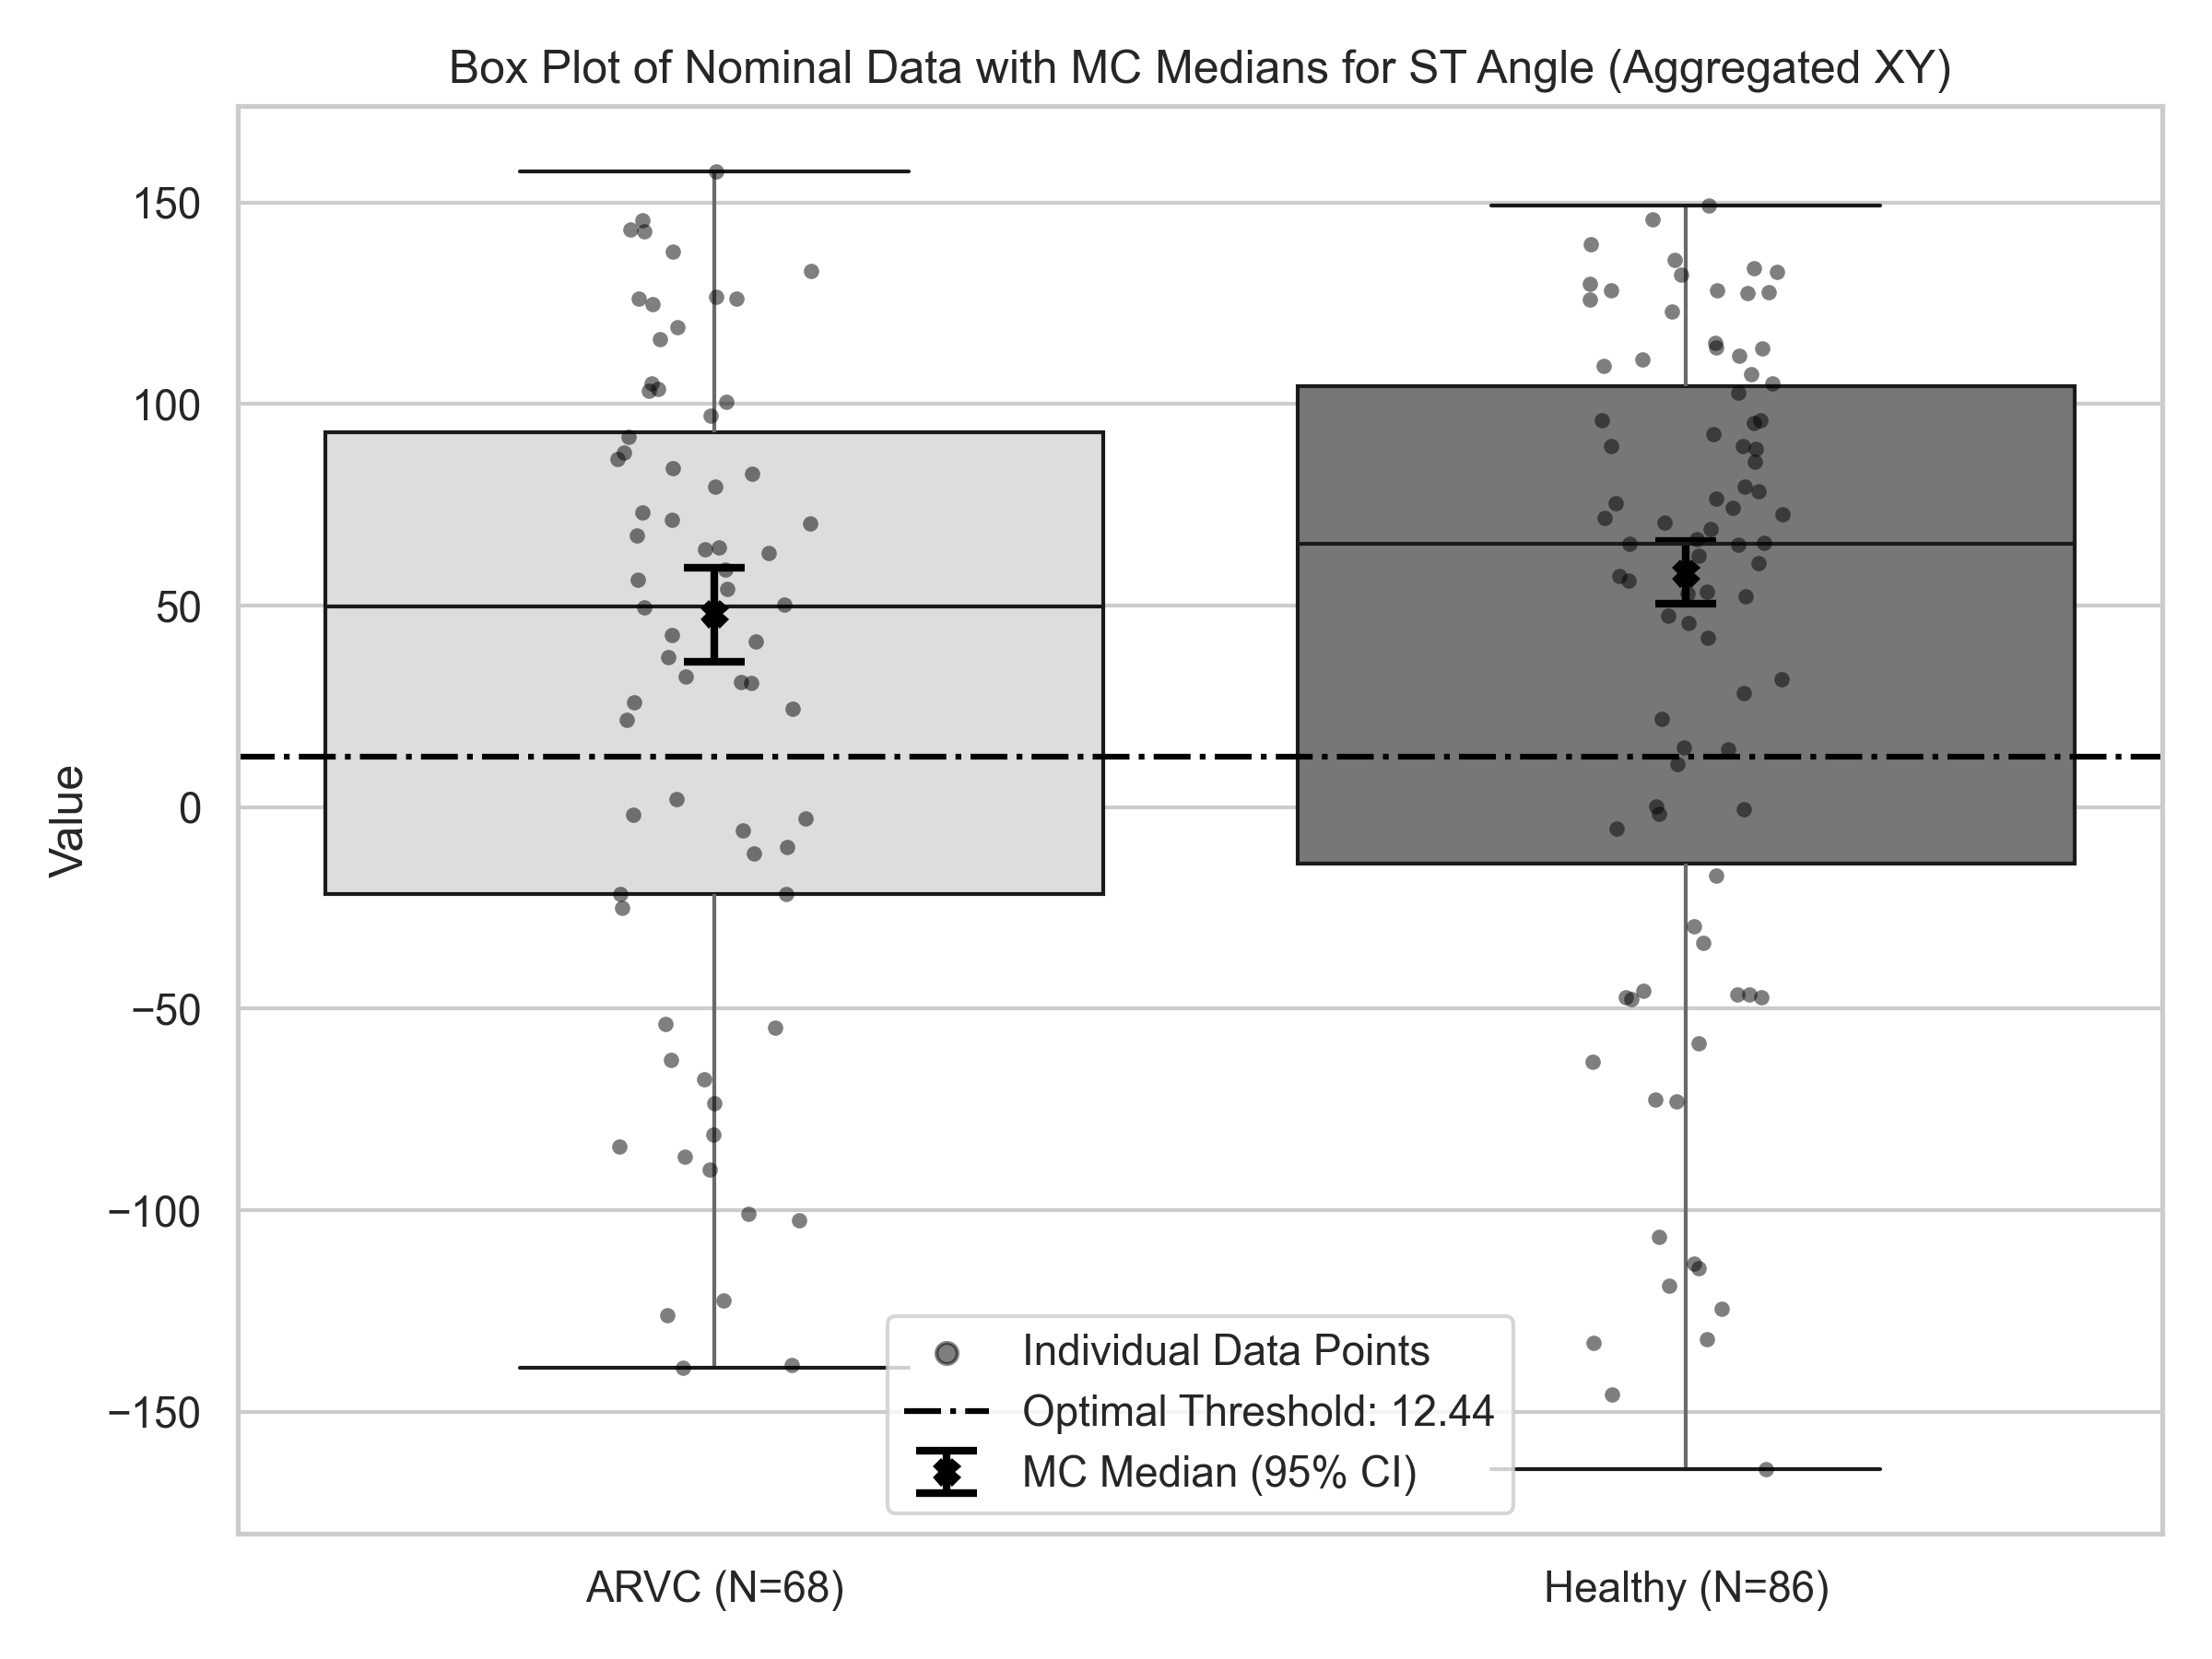 Box Plot of Nominal Data with MC Medians for ST Angle (Aggregated XY)
Value
150
100
50
0
−50
−100
−150
Individual Data Points
Optimal Threshold: 12.44
MC Median (95% CI)
ARVC (N=68)
Healthy (N=86)